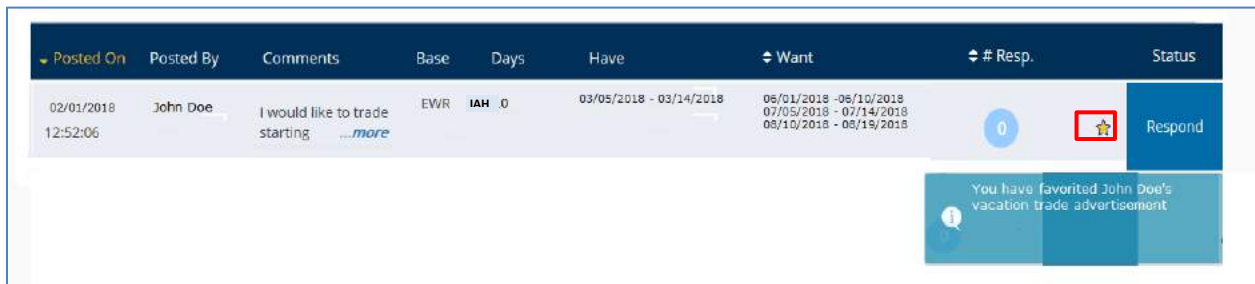 Posted On Posted By Comments Base Days Have Want # Resp. Status
02/01/2018 John Doe I would like to trade EWR IAH .0 03/05/2018 - 03/14/2018 06/01/2018 -06/10/2018
12:52:06 starting ...more 07/05/2018 - 07/14/2018
08/10/2018 - 08/19/2018
0 Respond
You have favorited John Doe's
vacation trade advertisement
0